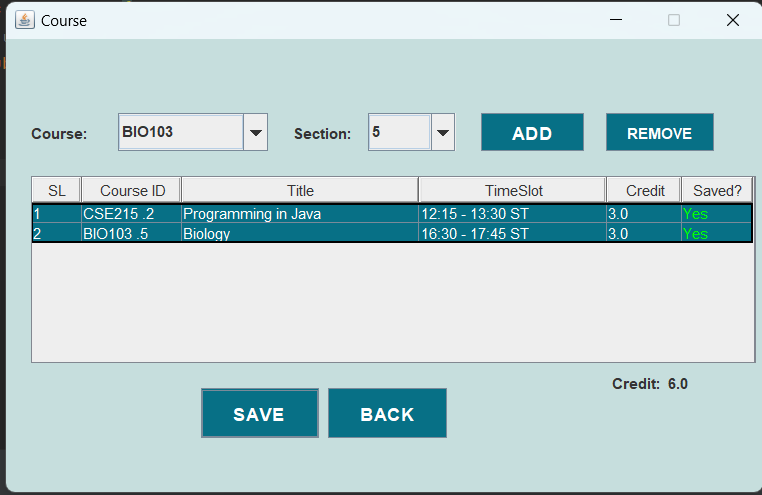 Course
Course: BIO103 Section: 5 ADD REMOVE
SL Course ID Title TimeSlot Credit Saved?
1 CSE215 .2 Programming in Java 12:15 - 13:30 ST 3.0 Yes
2 BIO103 .5 Biology 16:30 - 17:45 ST 3.0 Yes
Credit: 6.0
SAVE BACK